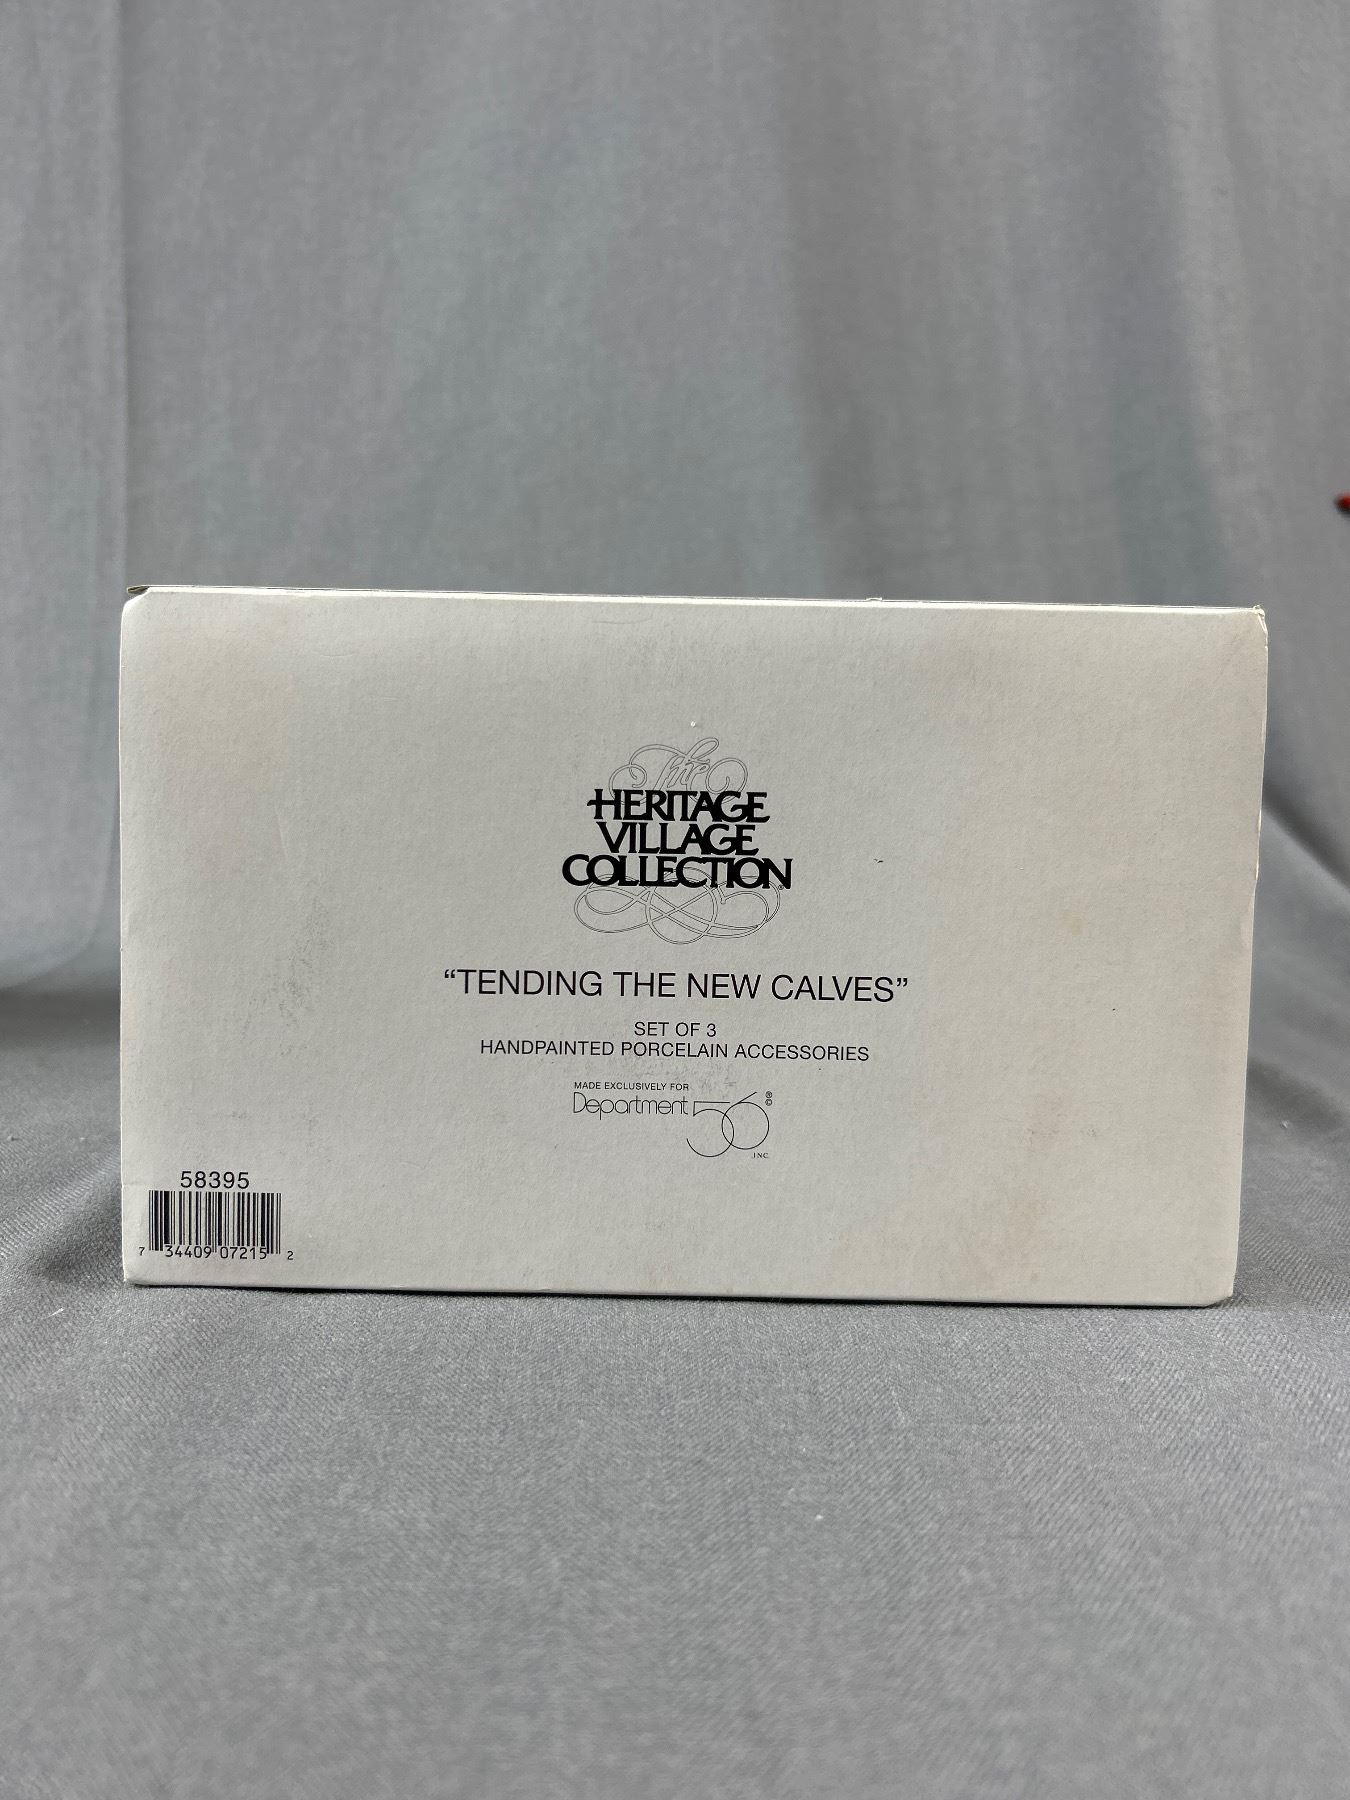 The
HERITAGE
VILLAGE
COLLECTION®
“TENDING THE NEW CALVES”
SET OF 3
HANDPAINTED PORCELAIN ACCESSORIES
MADE EXCLUSIVELY FOR
Department 56 ®©
INC.
58395
7 34409 07215 2